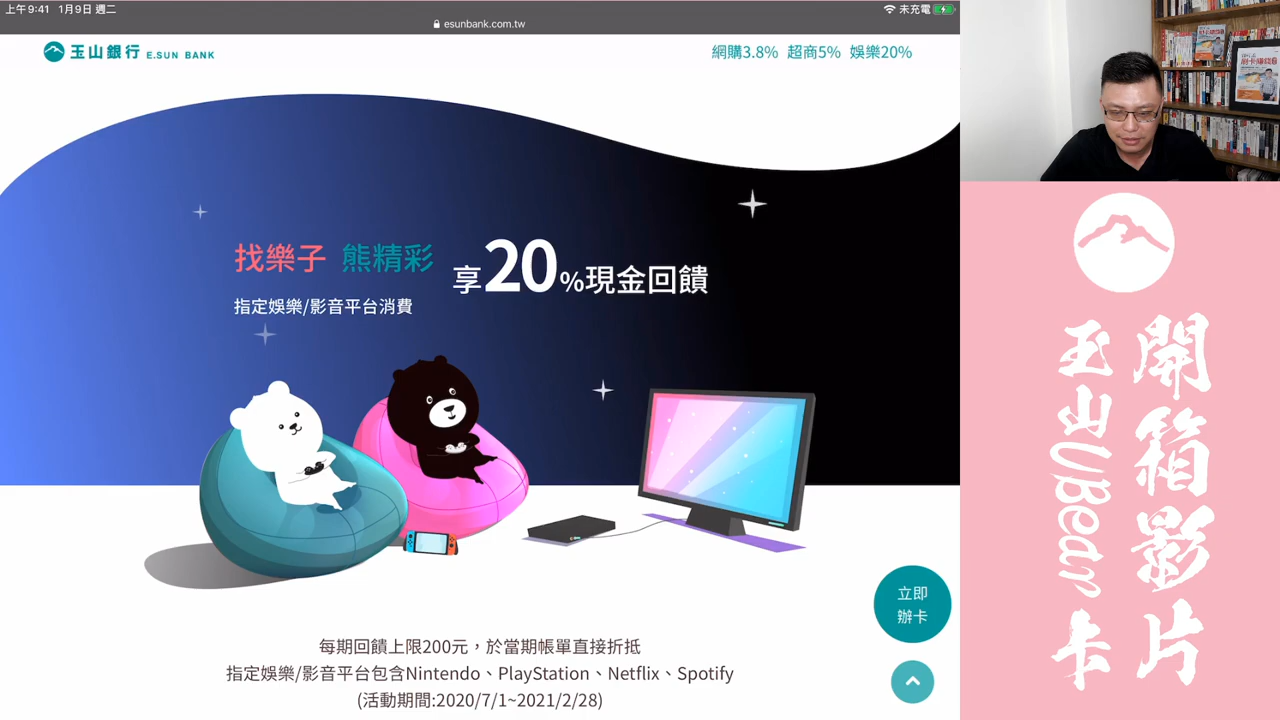 上午9:41 1月9日 週二
未充電
esunbank.com.tw
玉山銀行 E.SUN BANK
網購3.8% 超商5% 娛樂20%
找樂子 熊精彩 享20%現金回饋
指定娛樂/影音平台消費
立即
辦卡
每期回饋上限200元，於當期帳單直接折抵
指定娛樂/影音平台包含Nintendo、PlayStation、Netflix、Spotify
(活動期間:2020/7/1~2021/2/28)
開箱影片
玉山UBear卡